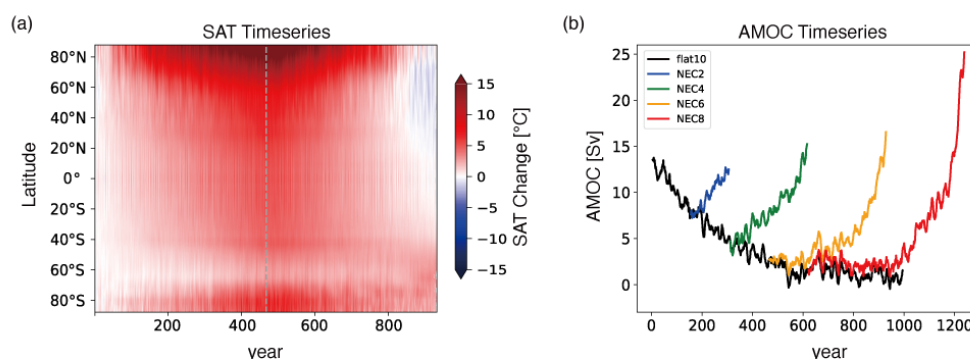 (a)
SAT Timeseries
80°N
60°N
40°N
20°N
0°
20°S
40°S
60°S
80°S
Latitude
200
400
600
800
year
15
10
5
0
−5
−10
−15
SAT Change [°C]
(b)
AMOC Timeseries
25
20
15
10
5
0
AMOC [Sv]
flat10
NEC2
NEC4
NEC6
NEC8
0
200
400
600
800
1000
1200
year